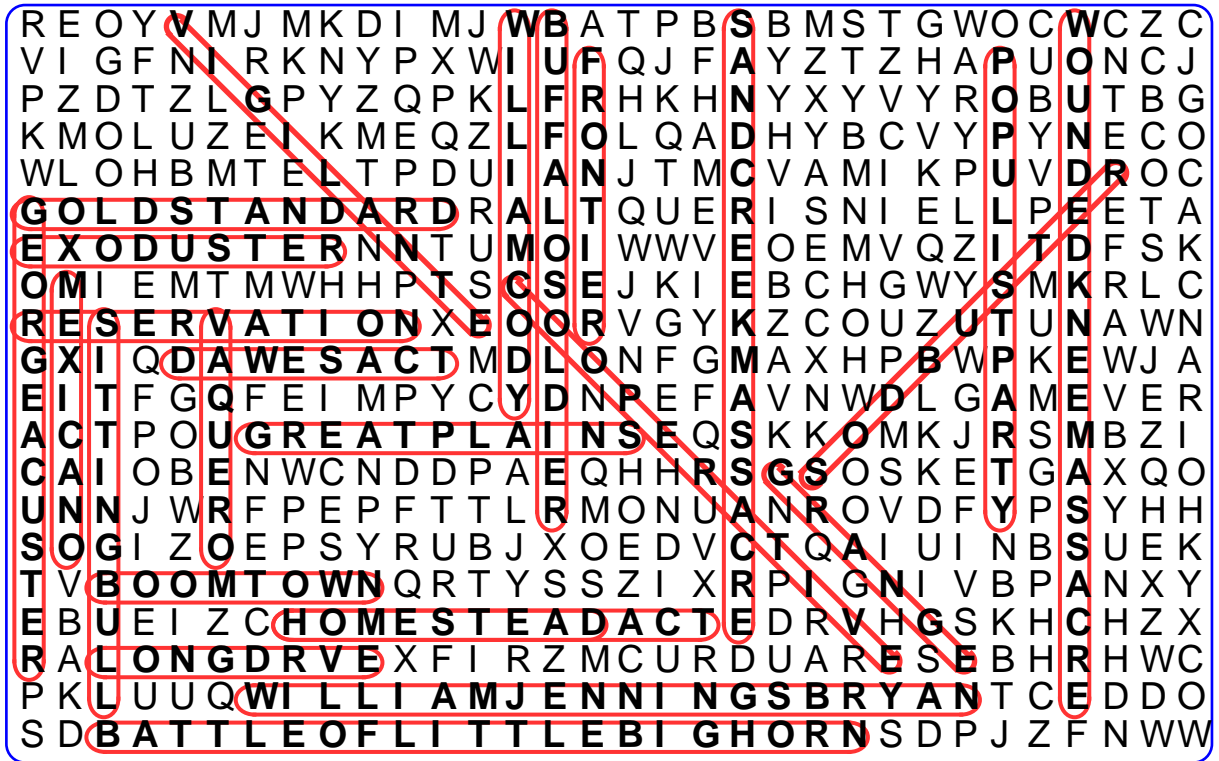 R E O Y V M J M K D I M J W B A T P B S B M S T G W O C W C Z C
V I G F N I R K N Y P X W I U F Q J F A Y Z T Z H A P U O N C J
P Z D T Z L G P Y Z Q P K L F R H K H N Y X Y V Y R O B U T B G
K M O L U Z E I K M E Q Z L F O L Q A D H Y B C V Y P Y N E C O
W L O H B M T E L T P D U I A N J T M C V A M I K P U V D R O C
G O L D S T A N D A R D R A L T Q U E R I S N I E L L P E E T A
E X O D U S T E R N N T U M O I W W V E O E M V Q Z I T D F S K
O M I E M T M W H H P T S C S E J K I E B C H G W Y S M K R L C
R E S E R V A T I O N X E O O R V G Y K Z C O U Z U T U N A W N
G X I Q D A W E S A C T M D L O N F G M A X H P B W P K E W J A
E I T F G Q F E I M P Y C Y D N P E F A V N W D L G A M E V E R
A C T P O U G R E A T P L A I N S E Q S K K O M K J R S M B Z I
C A I O B E N W C N D D P A E Q H H R S G S O S K E T G A X Q O
U N N J W R F P E P F T T L R M O N U A N R O V D F Y P S Y H H
S O G I Z O E P S Y R U B J X O E D V C T Q A I U I N B S U E K
T V B O O M T O W N Q R T Y S S Z I X R P I G N I V B P A N X Y
E B U E I Z C H O M E S T E A D A C T E D R V H G S K H C H Z X
R A L O N G D R V E X F I R Z M C U R D U A R E S E B H R H W C
P K L U U Q W I L L I A M J E N N I N G S B R Y A N T C E D D O
S D B A T T L E O F L I T T L E B I G H O R N S D P J Z F N W W